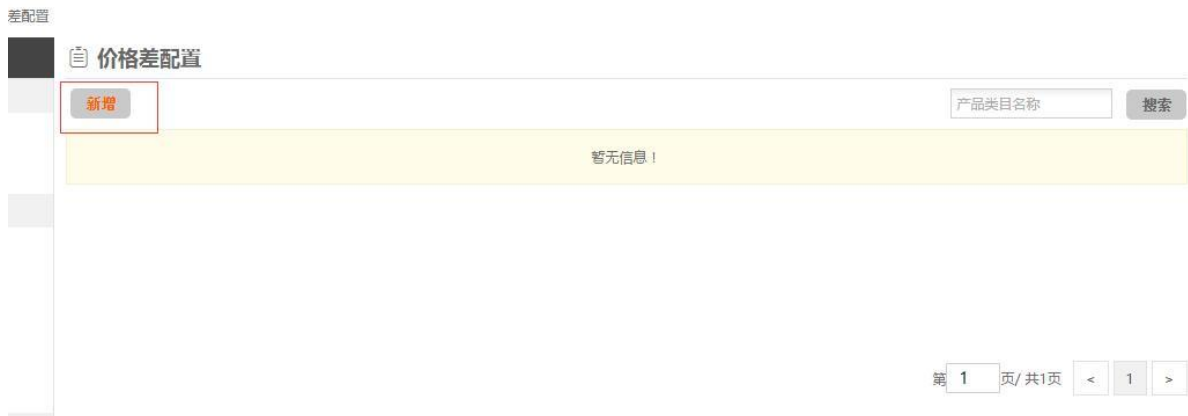 差配置
价格差配置
新增 产品类目名称 搜索
暂无信息！
第 1 页/ 共1页 < 1 >